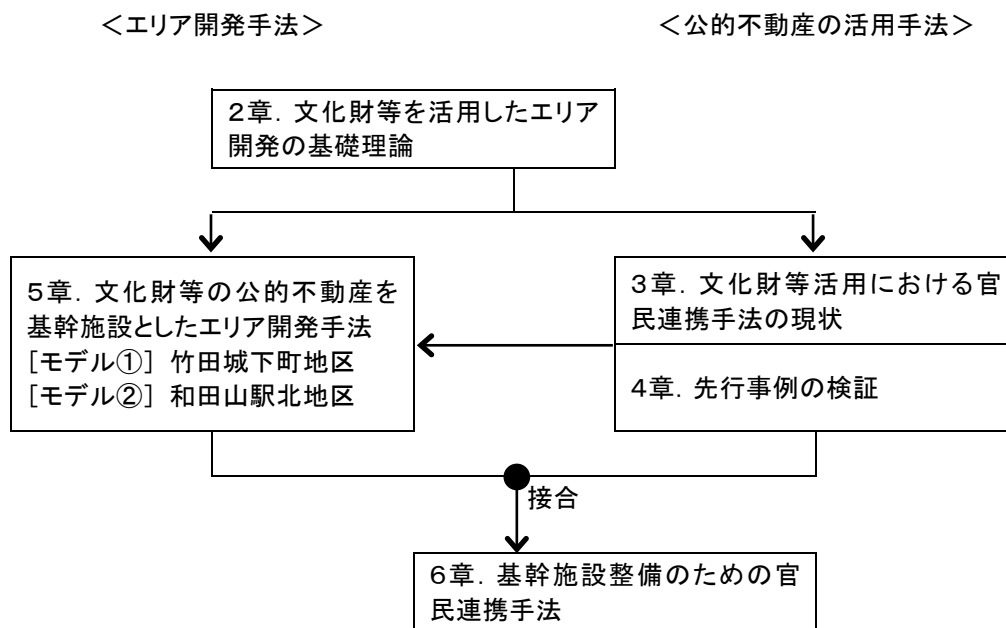 ＜エリア開発手法＞
＜公的不動産の活用手法＞
２章．文化財等を活用したエリア
開発の基礎理論
５章．文化財等の公的不動産を
基幹施設としたエリア開発手法
［モデル①］竹田城下町地区
［モデル②］和田山駅北地区
３章．文化財等活用における官
民連携手法の現状
４章．先行事例の検証
接合
６章．基幹施設整備のための官
民連携手法